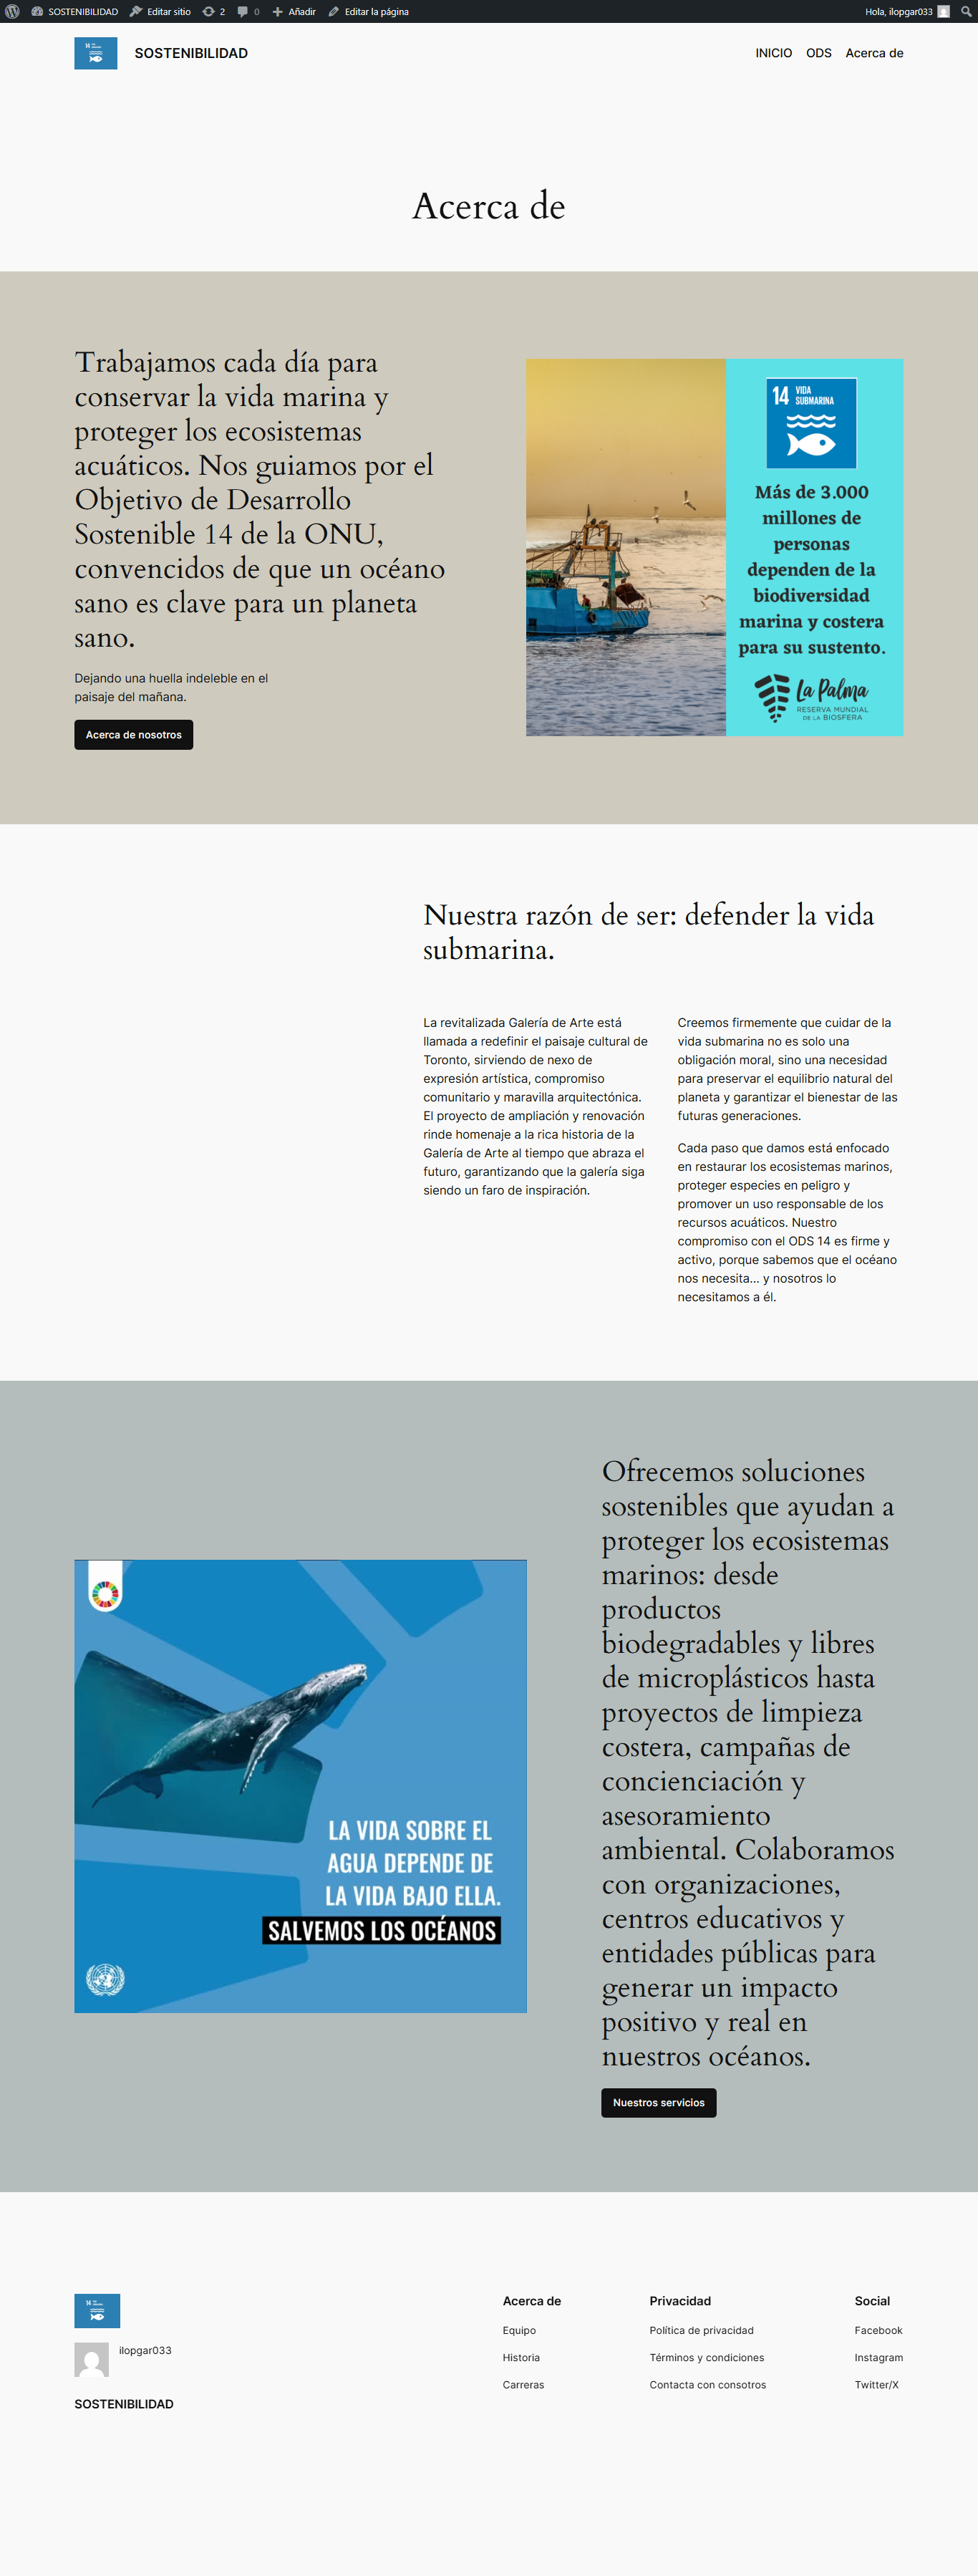 SOSTENIBILIDAD Editar sitio 2 0 Añadir Editar la página Hola, ilopgar033
SOSTENIBILIDAD
INICIO ODS Acerca de
Acerca de
Trabajamos cada día para
conservar la vida marina y
proteger los ecosistemas
acuáticos. Nos guiamos por el
Objetivo de Desarrollo
Sostenible 14 de la ONU,
convencidos de que un océano
sano es clave para un planeta
sano.
Dejando una huella indeleble en el
paisaje del mañana.
Acerca de nosotros
14 VIDA
SUBMARINA
Más de 3.000
millones de
personas
dependen de la
biodiversidad
marina y costera
para su sustento.
La Palma
RESERVA MUNDIAL
DE LA BIOSFERA
Nuestra razón de ser: defender la vida
submarina.
La revitalizada Galería de Arte está
llamada a redefinir el paisaje cultural de
Toronto, sirviendo de nexo de
expresión artística, compromiso
comunitario y maravilla arquitectónica.
El proyecto de ampliación y renovación
rinde homenaje a la rica historia de la
Galería de Arte al tiempo que abraza el
futuro, garantizando que la galería siga
siendo un faro de inspiración.
Creemos firmemente que cuidar de la
vida submarina no es solo una
obligación moral, sino una necesidad
para preservar el equilibrio natural del
planeta y garantizar el bienestar de las
futuras generaciones.
Cada paso que damos está enfocado
en restaurar los ecosistemas marinos,
proteger especies en peligro y
promover un uso responsable de los
recursos acuáticos. Nuestro
compromiso con el ODS 14 es firme y
activo, porque sabemos que el océano
nos necesita... y nosotros lo
necesitamos a él.
LA VIDA SOBRE EL
AGUA DEPENDE DE
LA VIDA BAJO ELLA.
SALVEMOS LOS OCÉANOS
Ofrecemos soluciones
sostenibles que ayudan a
proteger los ecosistemas
marinos: desde
productos
biodegradables y libres
de microplásticos hasta
proyectos de limpieza
costera, campañas de
concienciación y
asesoramiento
ambiental. Colaboramos
con organizaciones,
centros educativos y
entidades públicas para
generar un impacto
positivo y real en
nuestros océanos.
Nuestros servicios
14
ilopgar033
SOSTENIBILIDAD
Acerca de
Equipo
Historia
Carreras
Privacidad
Política de privacidad
Términos y condiciones
Contacta con consotros
Social
Facebook
Instagram
Twitter/X